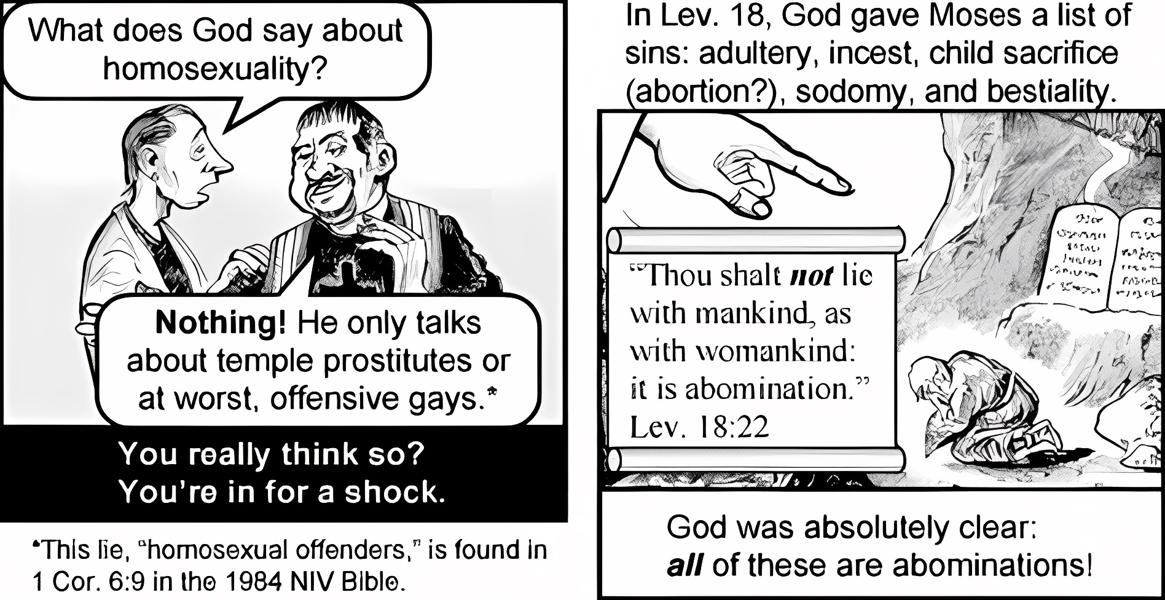 What does God say about
homosexuality?
Nothing! He only talks
about temple prostitutes or
at worst, offensive gays.*
You really think so?
You're in for a shock.
*This lie, "homosexual offenders," is found in
1 Cor. 6:9 in the 1984 NIV Bible.
In Lev. 18, God gave Moses a list of
sins: adultery, incest, child sacrifice
(abortion?), sodomy, and bestiality.
"Thou shalt not lie
with mankind, as
with womankind:
it is abomination."
Lev. 18:22
God was absolutely clear:
all of these are abominations!